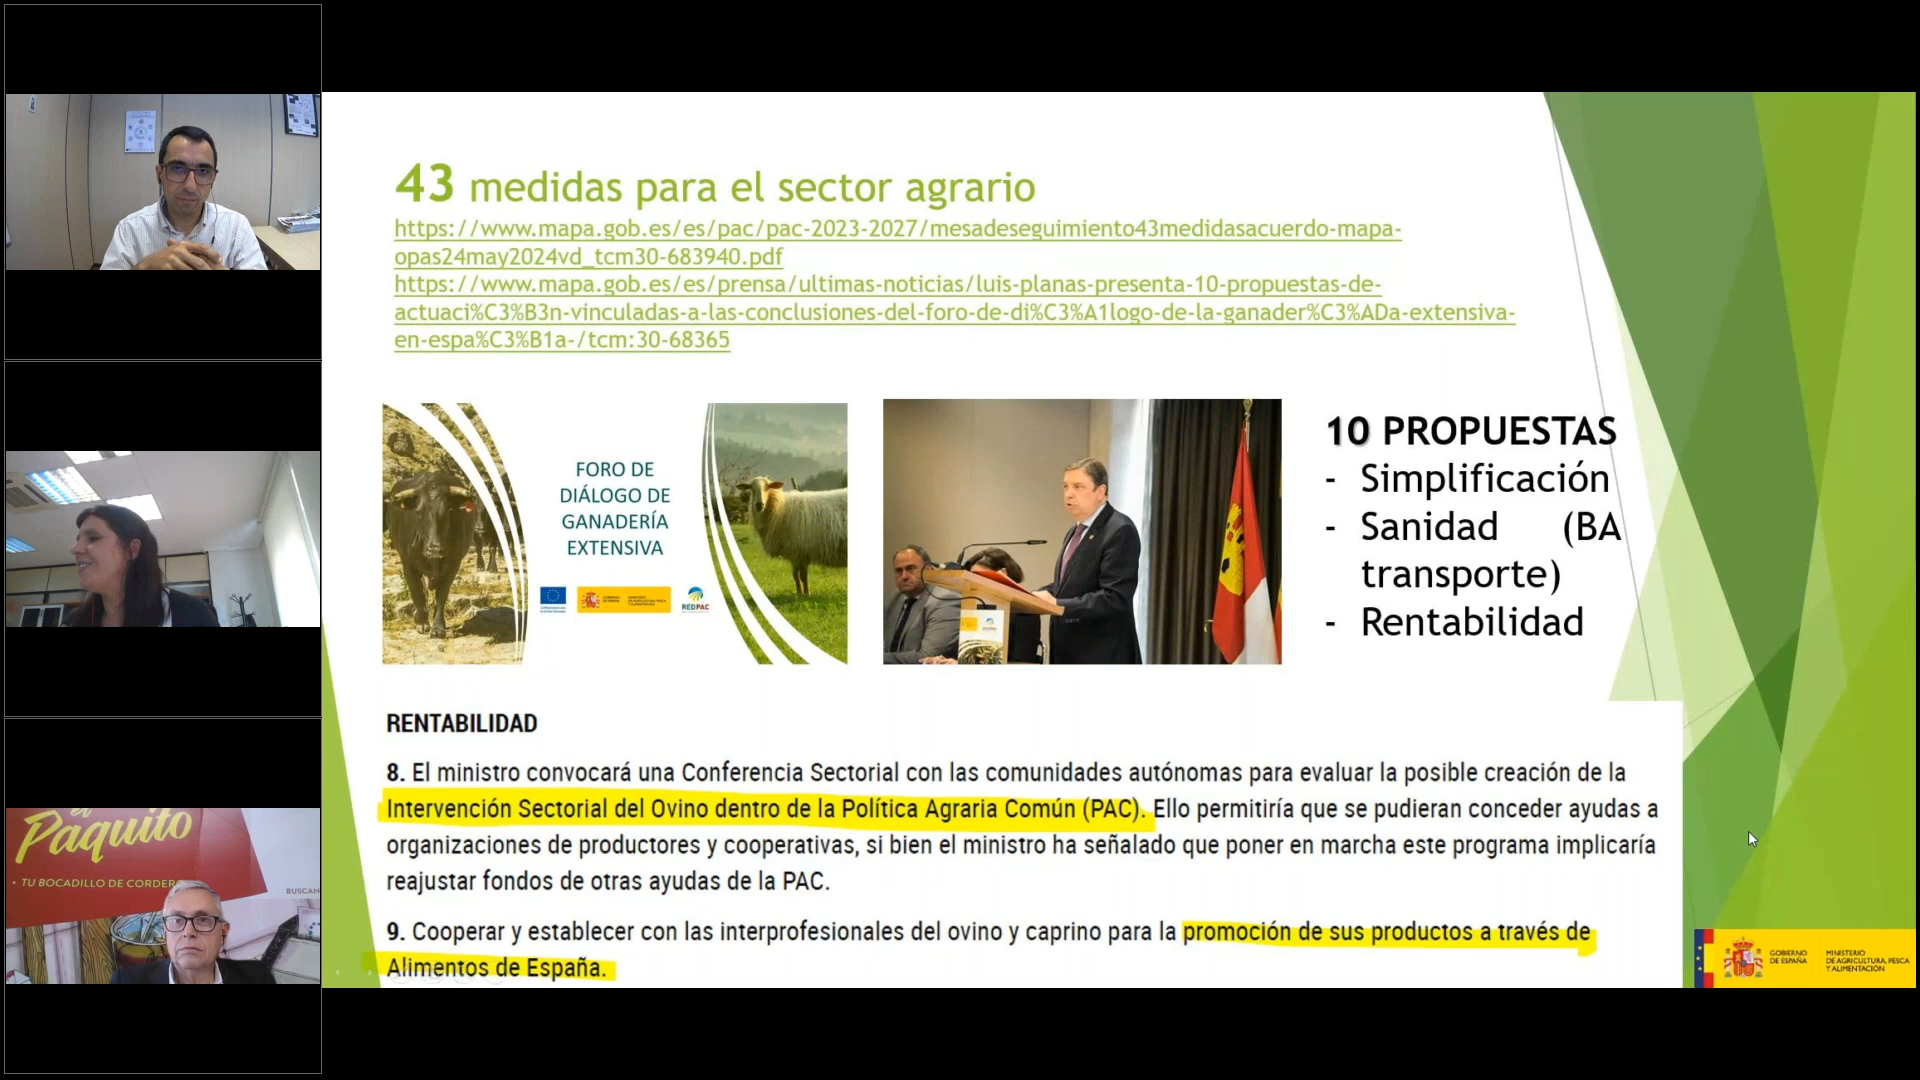 43 medidas para el sector agrario
https://www.mapa.gob.es/es/pac/pac-2023-2027/mesadeseguimiento43medidasacuerdo-mapa-
opas24may2024vd_tcm30-683940.pdf
https://www.mapa.gob.es/es/prensa/ultimas-noticias/luis-planas-presenta-10-propuestas-de-
actuaci%C3%B3n-vinculadas-a-las-conclusiones-del-foro-de-di%C3%A1logo-de-la-ganader%C3%ADa-extensiva-
en-espa%C3%B1a-/tcm:30-68365
FORO DE
DIÁLOGO DE
GANADERÍA
EXTENSIVA
REDPAC
10 PROPUESTAS
- Simplificación
- Sanidad (BA
transporte)
- Rentabilidad
RENTABILIDAD
8. El ministro convocará una Conferencia Sectorial con las comunidades autónomas para evaluar la posible creación de la
Intervención Sectorial del Ovino dentro de la Política Agraria Común (PAC). Ello permitiría que se pudieran conceder ayudas a
organizaciones de productores y cooperativas, si bien el ministro ha señalado que poner en marcha este programa implicaría
reajustar fondos de otras ayudas de la PAC.
9. Cooperar y establecer con las interprofesionales del ovino y caprino para la promoción de sus productos a través de
Alimentos de España.
GOBIERNO
DE ESPAÑA
MINISTERIO
DE AGRICULTURA, PESCA
Y ALIMENTACIÓN
el
Paquito
• TU BOCADILLO DE CORDERO
BUSCAN